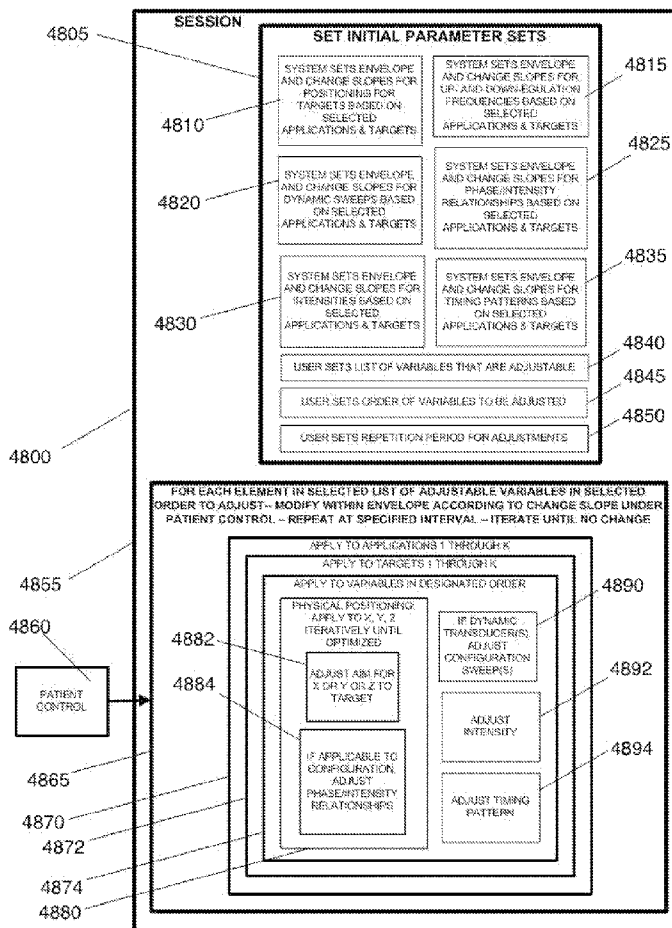 SESSION
SET INITIAL PARAMETER SETS
4805
SYSTEM SETS ENVELOPE
AND CHANGE SLOPES FOR
POSITIONING FOR
TARGETS BASED ON
SELECTED
APPLICATIONS & TARGETS
4810
SYSTEM SETS ENVELOPE
AND CHANGE SLOPES FOR
UP- AND DOWN-EGULATION
FREQUENCIES BASED ON
SELECTED
APPLICATIONS & TARGETS
4815
SYSTEM SETS ENVELOPE
AND CHANGE SLOPES FOR
DYNAMIC SWEEPS BASED
ON SELECTED
APPLICATIONS & TARGETS
4820
SYSTEM SETS ENVELOPE
AND CHANGE SLOPES FOR
PHASE/INTENSITY
RELATIONSHIPS BASED ON
SELECTED
APPLICATIONS & TARGETS
4825
SYSTEM SETS ENVELOPE
AND CHANGE SLOPES FOR
INTENSITIES BASED ON
SELECTED
APPLICATIONS & TARGETS
4830
SYSTEM SETS ENVELOPE
AND CHANGE SLOPES FOR
TIMING PATTERNS BASED
ON SELECTED
APPLICATIONS & TARGETS
4835
USER SETS LIST OF VARIABLES THAT ARE ADJUSTABLE
4840
USER SETS ORDER OF VARIABLES TO BE ADJUSTED
4845
USER SETS REPETITION PERIOD FOR ADJUSTMENTS
4850
4800
FOR EACH ELEMENT IN SELECTED LIST OF ADJUSTABLE VARIABLES IN SELECTED
ORDER TO ADJUST – MODIFY WITHIN ENVELOPE ACCORDING TO CHANGE SLOPE UNDER
PATIENT CONTROL – REPEAT AT SPECIFIED INTERVAL – ITERATE UNTIL NO CHANGE
4855
APPLY TO APPLICATIONS 1 THROUGH K
APPLY TO TARGETS 1 THROUGH K
APPLY TO VARIABLES IN DESIGNATED ORDER
4860
PATIENT
CONTROL
PHYSICAL POSITIONING:
APPLY TO X, Y, Z
ITERATIVELY UNTIL
OPTIMIZED
4882
ADJUST AIM FOR
X OR Y OR Z TO
TARGET
4884
IF APPLICABLE TO
CONFIGURATION,
ADJUST
PHASE/INTENSITY
RELATIONSHIPS
4890
IF DYNAMIC
TRANSDUCER(S),
ADJUST
CONFIGURATION
SWEEP(S)
4892
ADJUST
INTENSITY
4894
ADJUST TIMING
PATTERN
4865
4870
4872
4874
4880